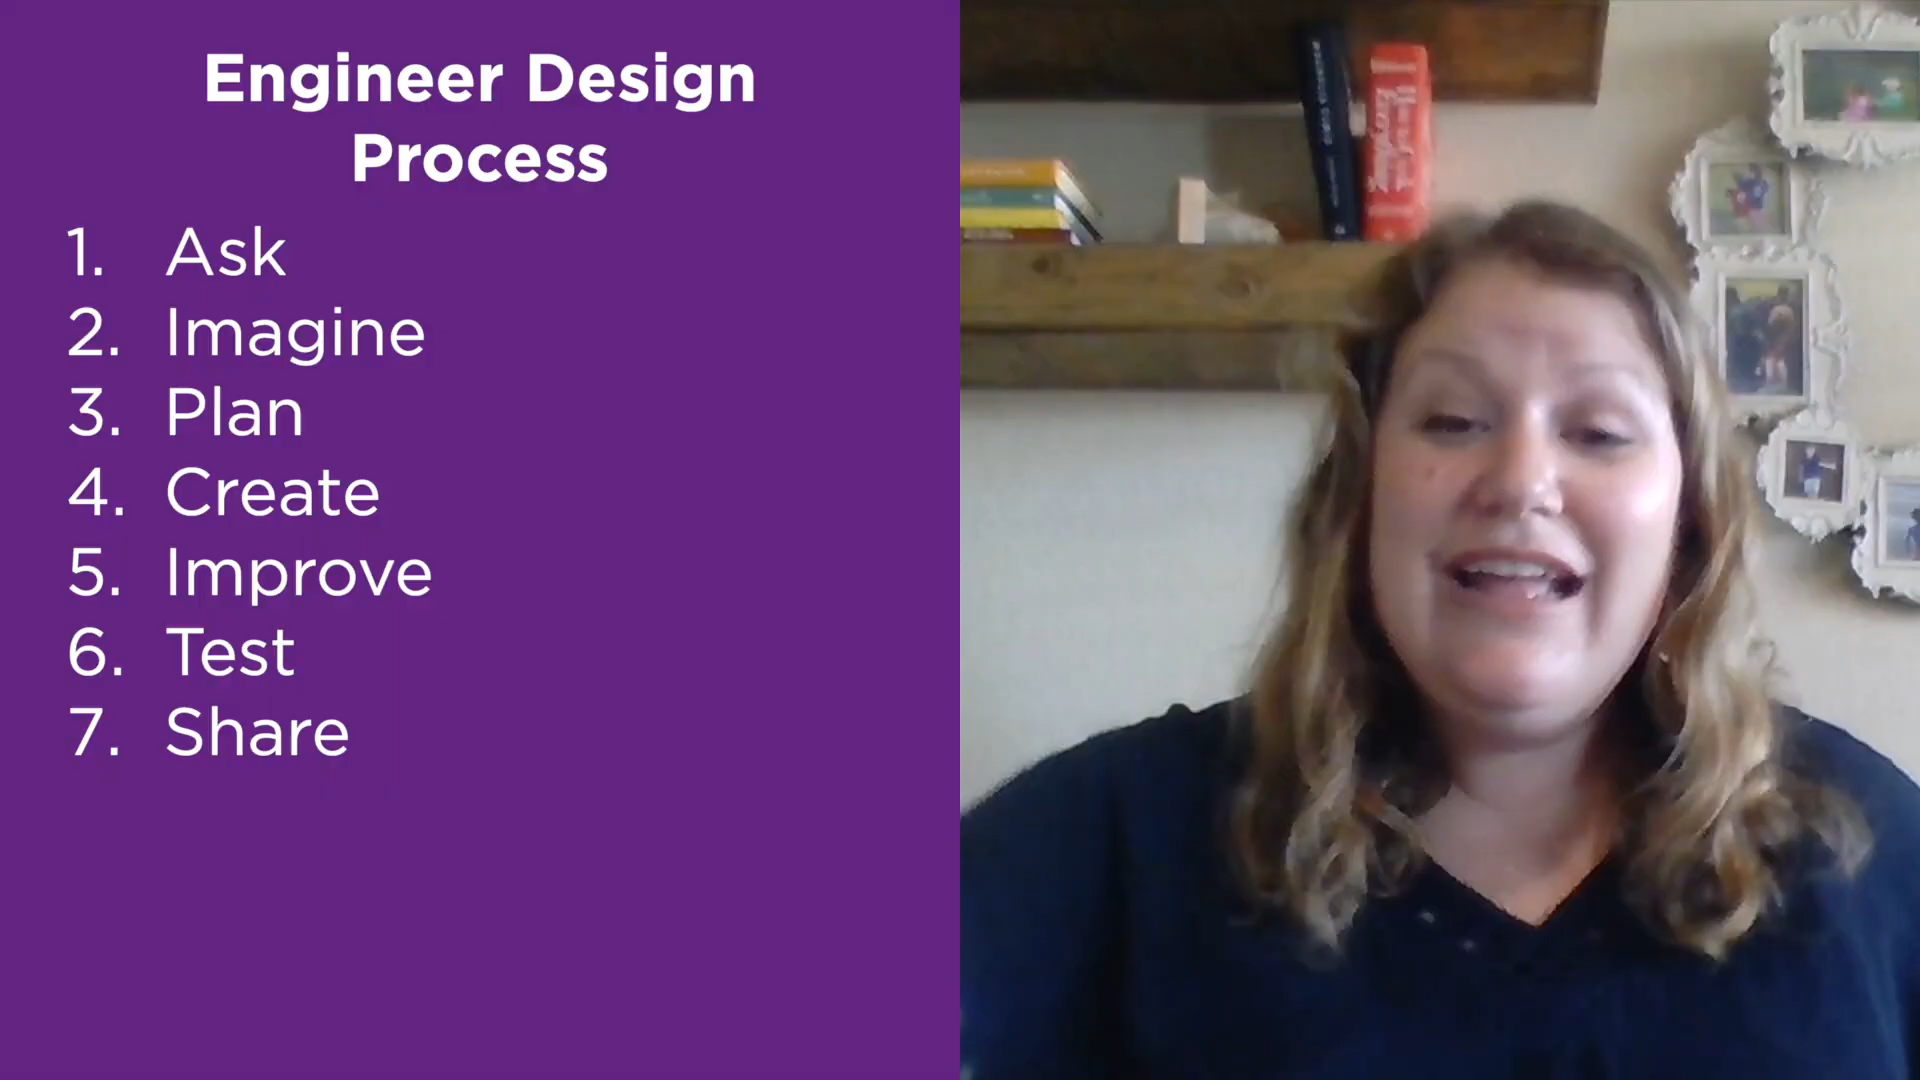 Engineer Design
Process
1. Ask
2. Imagine
3. Plan
4. Create
5. Improve
6. Test
7. Share